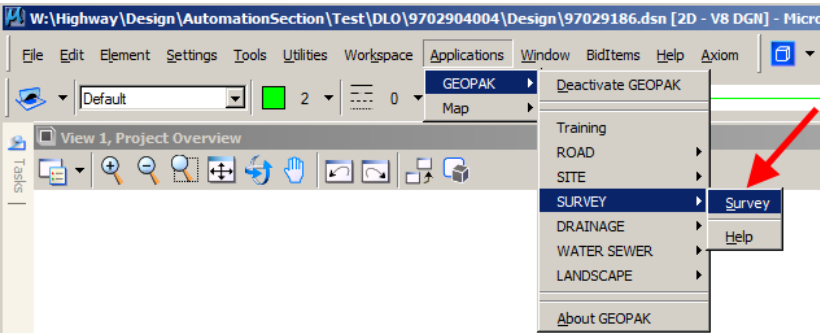 W:\Highway\Design\AutomationSection\Test\DLO\9702904004\Design\97029186.dsn [2D - V8 DGN] - Micro
File Edit Element Settings Tools Utilities Workspace Applications Window BidItems Help Axiom
Default 2 0
GEOPAK
Map
Deactivate GEOPAK
Training
ROAD
SITE
SURVEY
DRAINAGE
WATER SEWER
LANDSCAPE
About GEOPAK
Survey
Help
View 1, Project Overview
Tasks